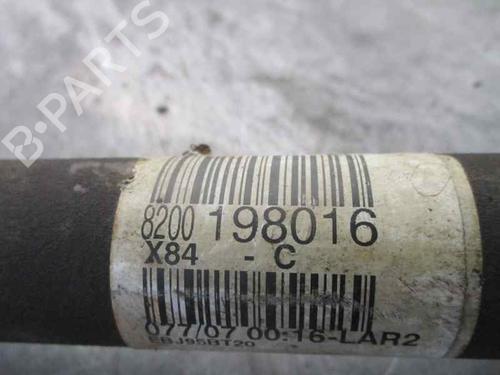 B-PARTS
8200 198016
X84 - C
077/07 00:16-LAR2
EBJ95BT20